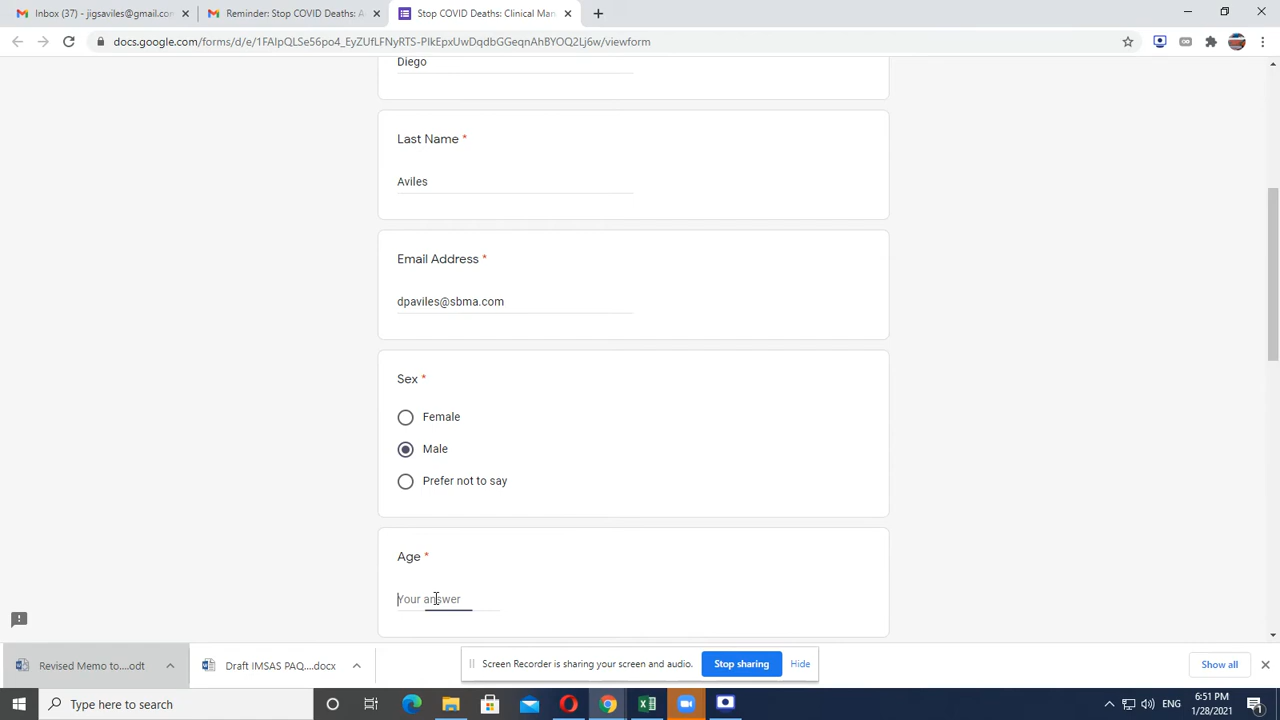 Inbox (37) - jigsaviles@gmail.com
Reminder: Stop COVID Deaths: A
Stop COVID Deaths: Clinical Man
docs.google.com/forms/d/e/1FAIpQLSe56po4_EyZUfLFNyRTS-PIkEpxUwDqdbGGeqnAhBYOQ2Lj6w/viewform
Diego
Last Name *
Aviles
Email Address *
dpaviles@sbma.com
Sex *
Female
Male
Prefer not to say
Age *
Your answer
Revised Memo to....odt
Draft IMSAS PAQ....docx
Screen Recorder is sharing your screen and audio.
Stop sharing
Hide
Show all
Type here to search
ENG
6:51 PM
1/28/2021
1